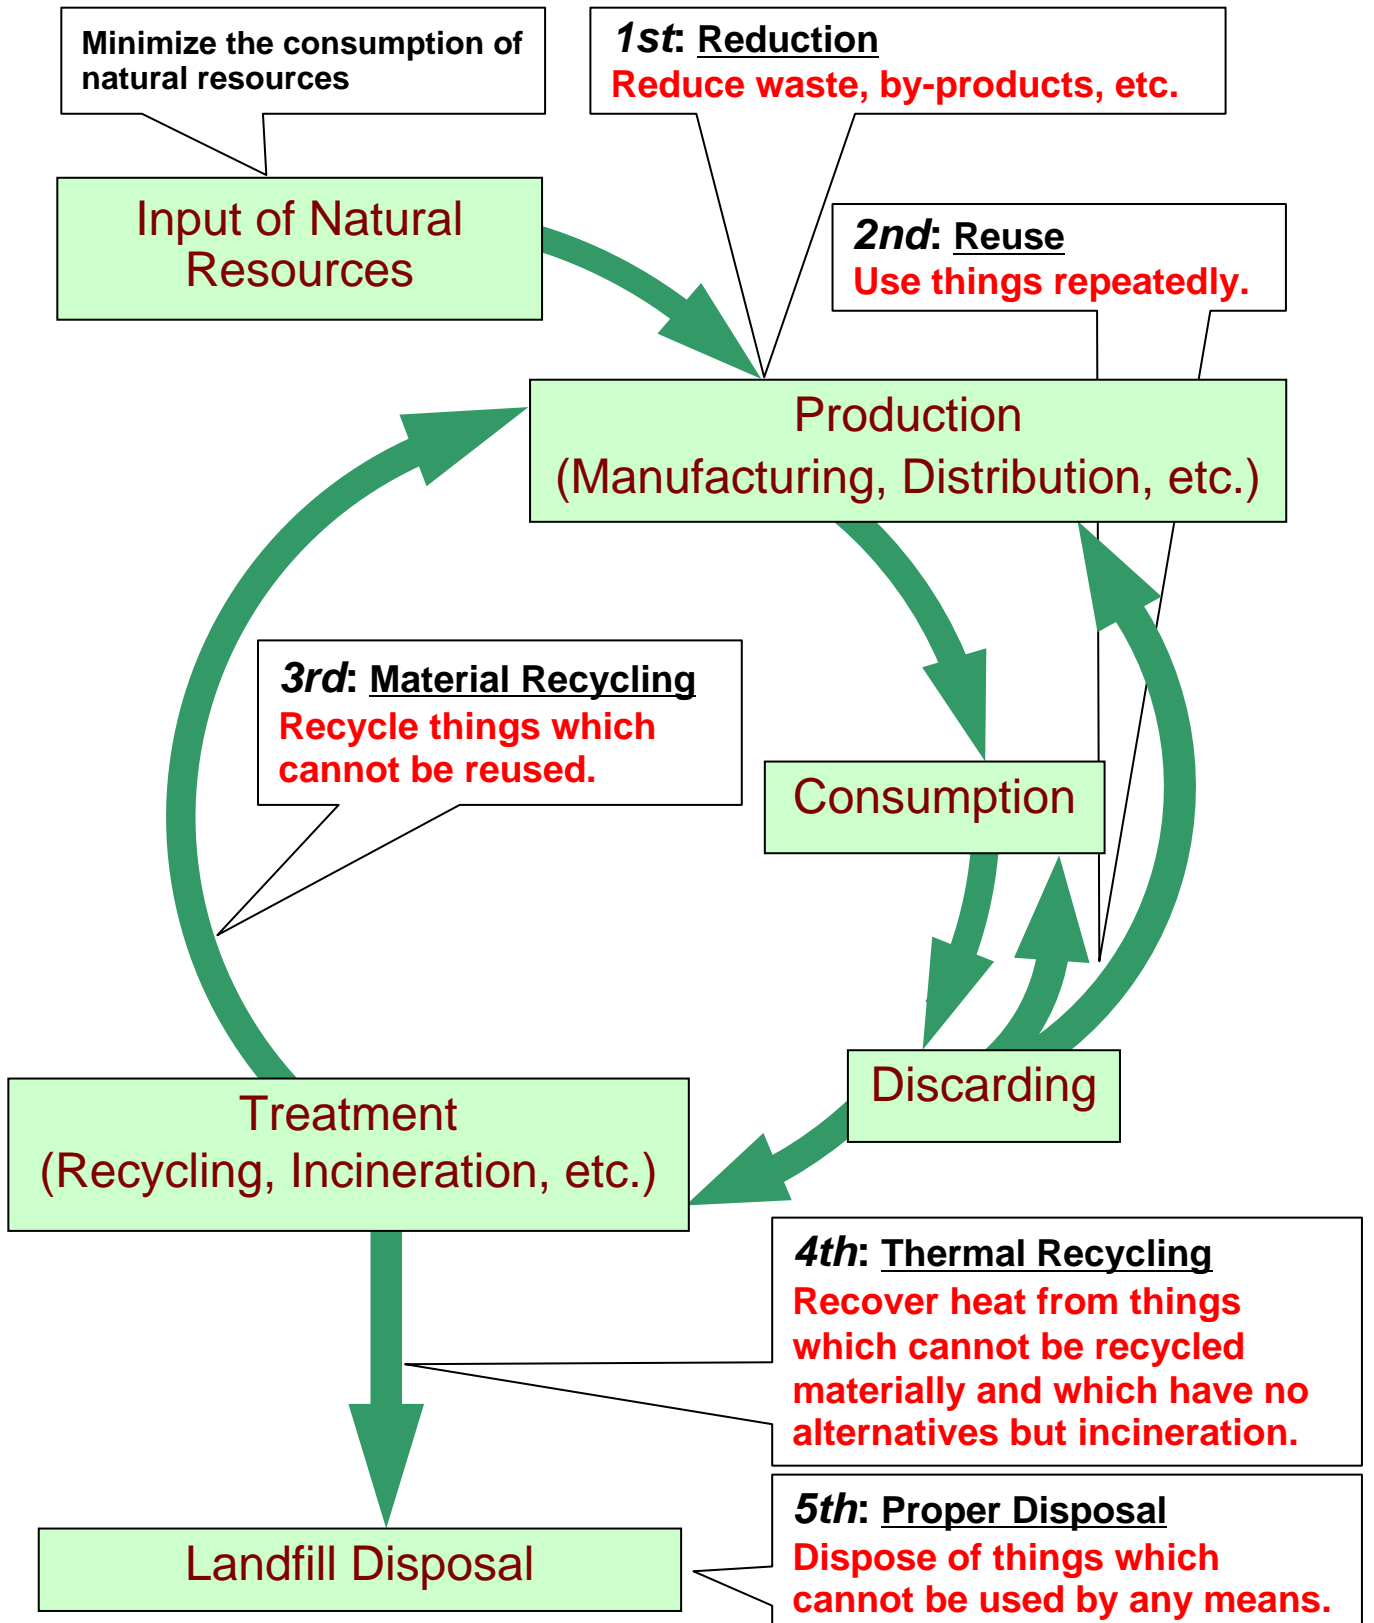 Minimize the consumption of
natural resources
1st: Reduction
Reduce waste, by-products, etc.
Input of Natural
Resources
2nd: Reuse
Use things repeatedly.
Production
(Manufacturing, Distribution, etc.)
3rd: Material Recycling
Recycle things which
cannot be reused.
Consumption
Discarding
Treatment
(Recycling, Incineration, etc.)
4th: Thermal Recycling
Recover heat from things
which cannot be recycled
materially and which have no
alternatives but incineration.
5th: Proper Disposal
Dispose of things which
cannot be used by any means.
Landfill Disposal